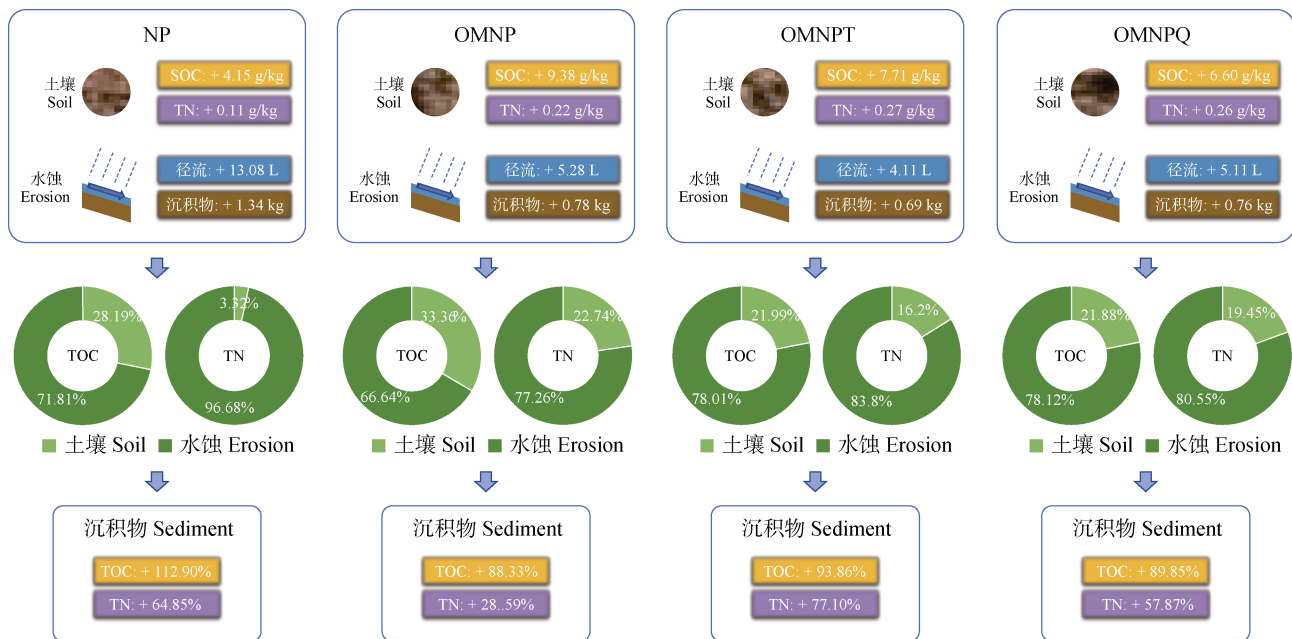 NP
土壤
Soil
SOC: + 4.15 g/kg
TN: + 0.11 g/kg
水蚀
Erosion
径流: + 13.08 L
沉积物: + 1.34 kg
OMNP
土壤
Soil
SOC: + 9.38 g/kg
TN: + 0.22 g/kg
水蚀
Erosion
径流: + 5.28 L
沉积物: + 0.78 kg
OMNPT
土壤
Soil
SOC: + 7.71 g/kg
TN: + 0.27 g/kg
水蚀
Erosion
径流: + 4.11 L
沉积物: + 0.69 kg
OMNPQ
土壤
Soil
SOC: + 6.60 g/kg
TN: + 0.26 g/kg
水蚀
Erosion
径流: + 5.11 L
沉积物: + 0.76 kg
28.19%
TOC
71.81%
3.32%
TN
96.68%
土壤 Soil
水蚀 Erosion
33.36%
TOC
66.64%
22.74%
TN
77.26%
土壤 Soil
水蚀 Erosion
21.99%
TOC
78.01%
16.2%
TN
83.8%
土壤 Soil
水蚀 Erosion
21.88%
TOC
78.12%
19.45%
TN
80.55%
土壤 Soil
水蚀 Erosion
沉积物 Sediment
TOC: + 112.90%
TN: + 64.85%
沉积物 Sediment
TOC: + 88.33%
TN: + 28..59%
沉积物 Sediment
TOC: + 93.86%
TN: + 77.10%
沉积物 Sediment
TOC: + 89.85%
TN: + 57.87%